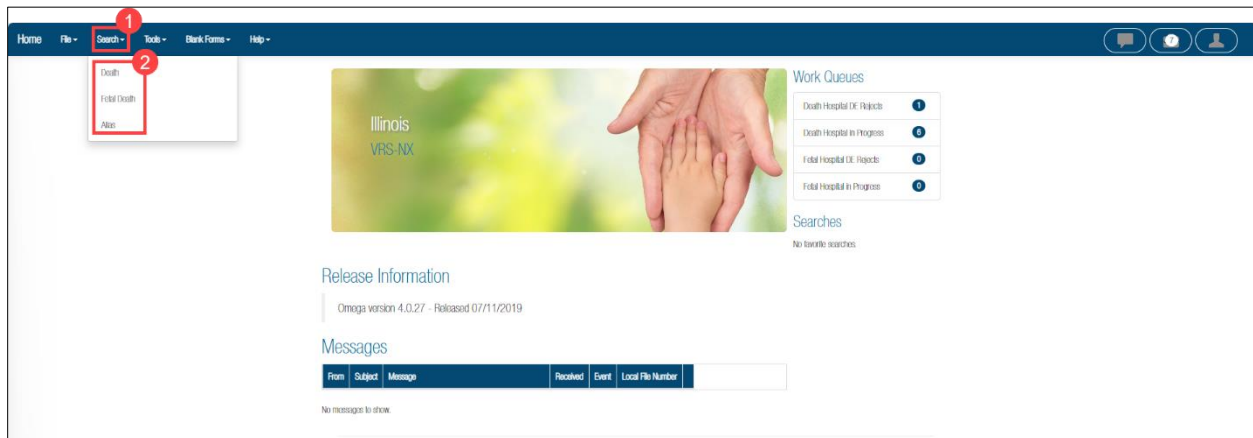 1
Home File Search Tools Blank Forms Help 7
2
Death
Fetal Death
Alias
Illinois
VRS-NX
Work Queues
Death Hospital DE Rejects 1
Death Hospital in Progress 6
Fetal Hospital DE Rejects 0
Fetal Hospital in Progress 0
Searches
No favorite searches.
Release Information
Omega version 4.0.27 - Released 07/11/2019
Messages
From Subject Message Received Event Local File Number
No messages to show.